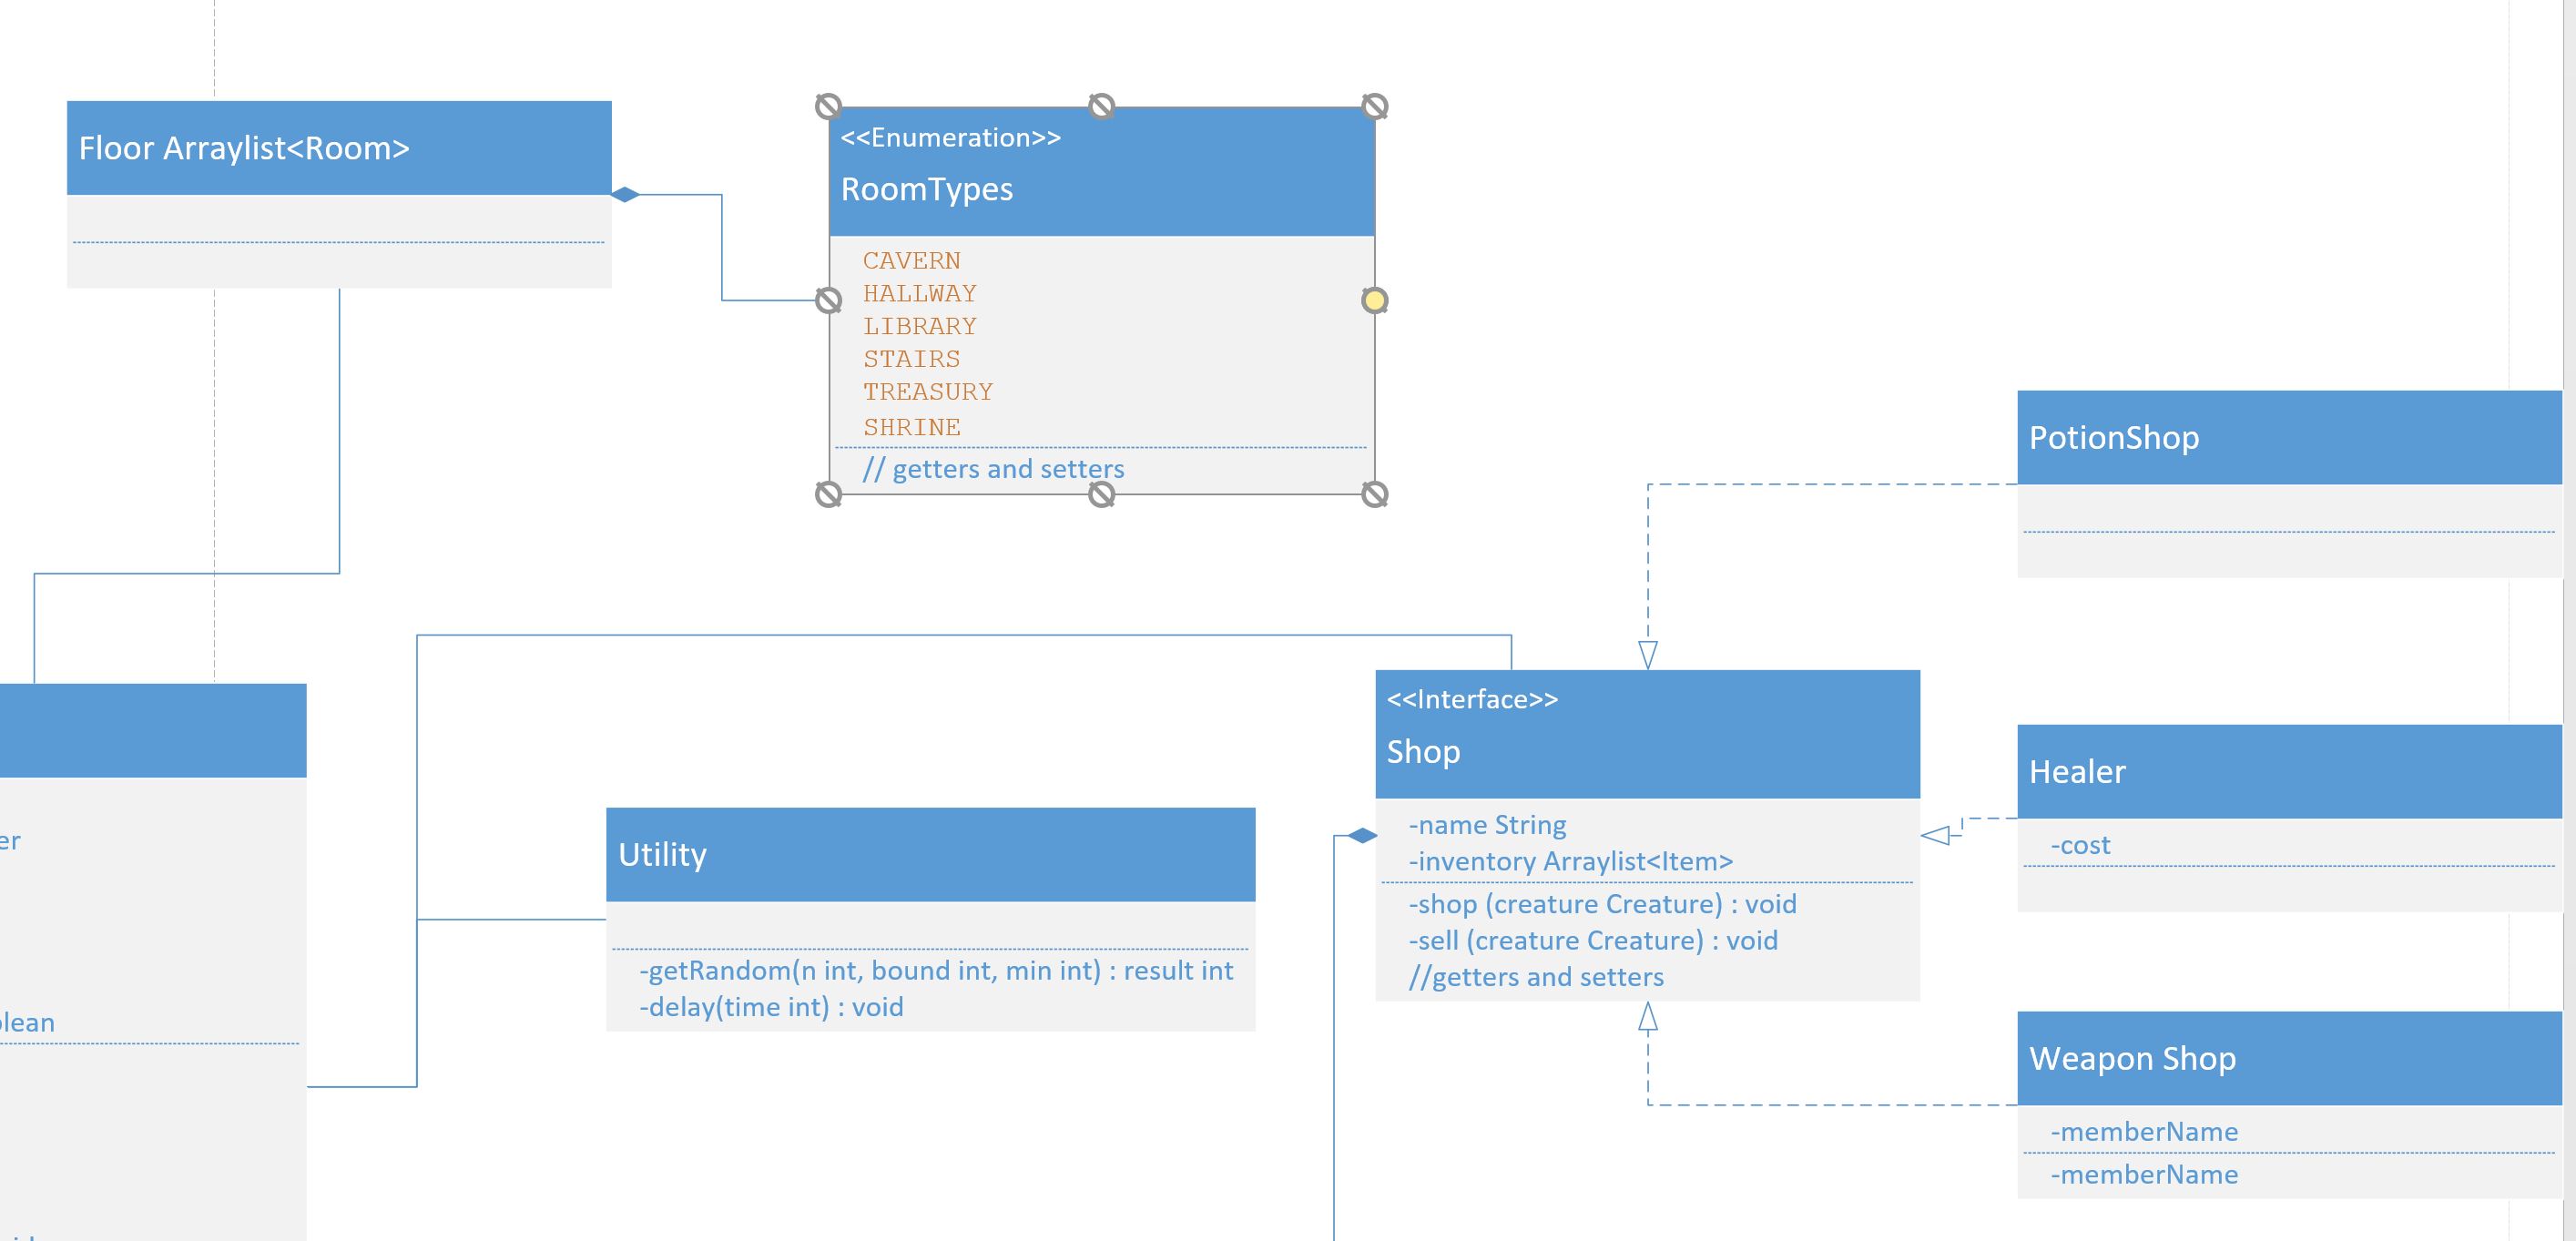 Floor Arraylist<Room>
<<Enumeration>>
RoomTypes
CAVERN
HALLWAY
LIBRARY
STAIRS
TREASURY
SHRINE
// getters and setters
PotionShop
<<Interface>>
Shop
-name String
-inventory Arraylist<Item>
-shop (creature Creature) : void
-sell (creature Creature) : void
//getters and setters
Healer
-cost
Utility
-getRandom(n int, bound int, min int) : result int
-delay(time int) : void
Weapon Shop
-memberName
-memberName
er
lean